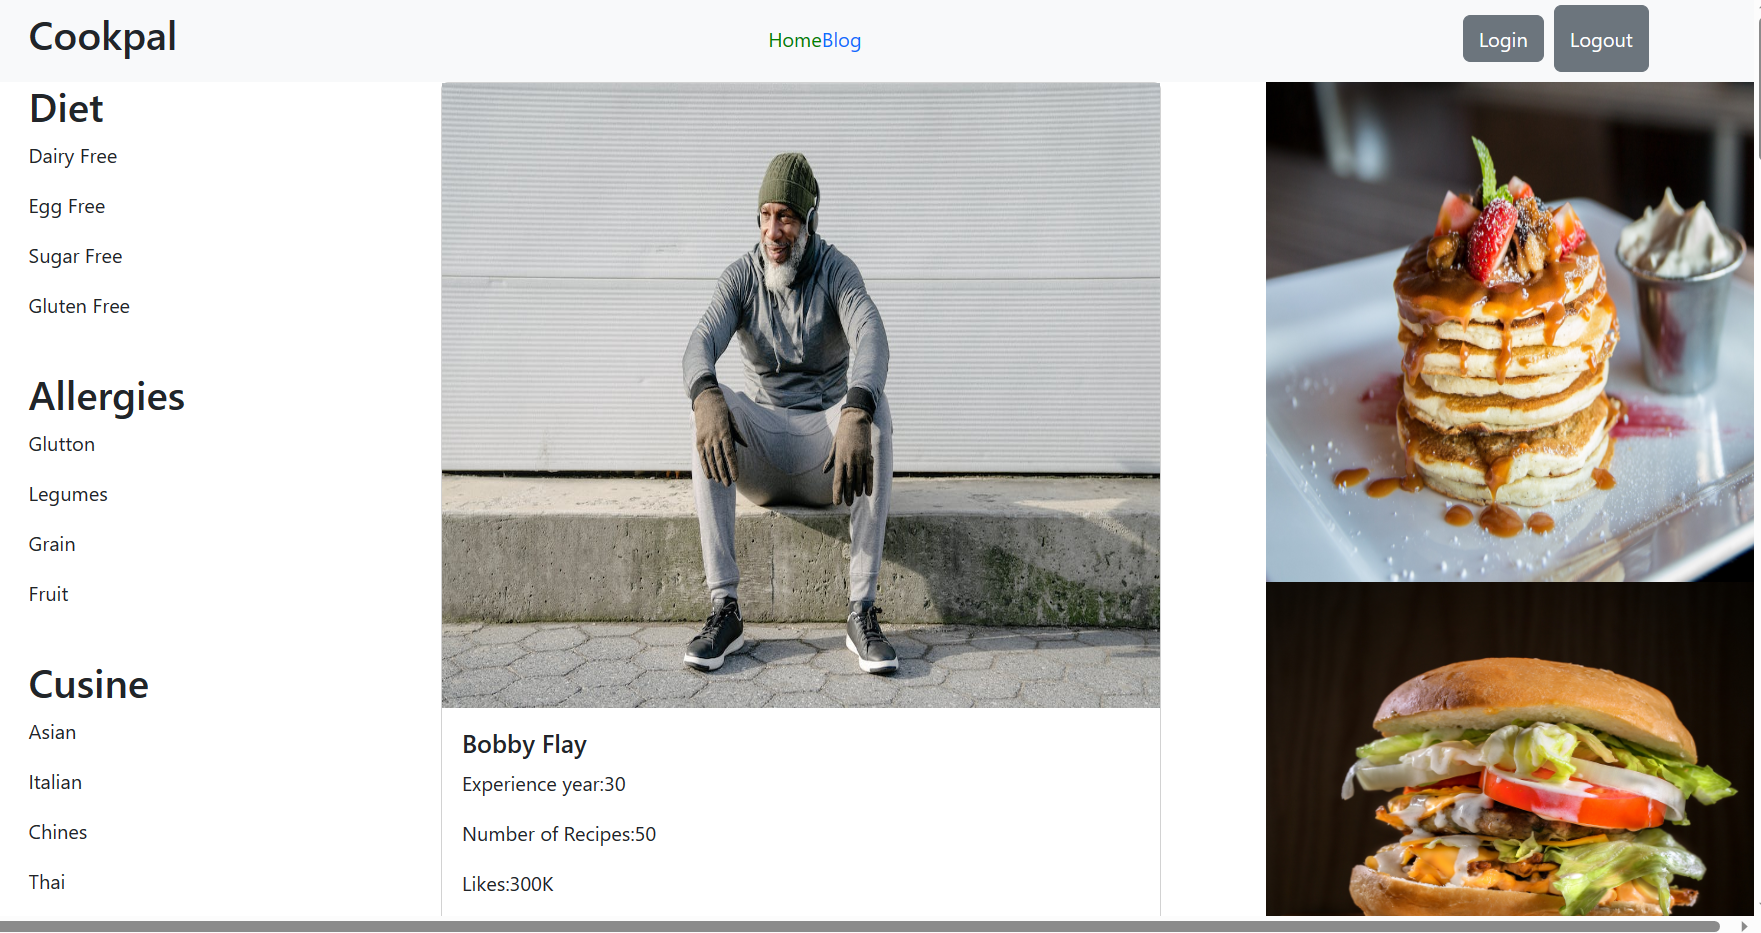 Cookpal
HomeBlog
Login
Logout
Diet
Dairy Free
Egg Free
Sugar Free
Gluten Free
Allergies
Glutton
Legumes
Grain
Fruit
Cusine
Asian
Italian
Chines
Thai
Bobby Flay
Experience year:30
Number of Recipes:50
Likes:300K